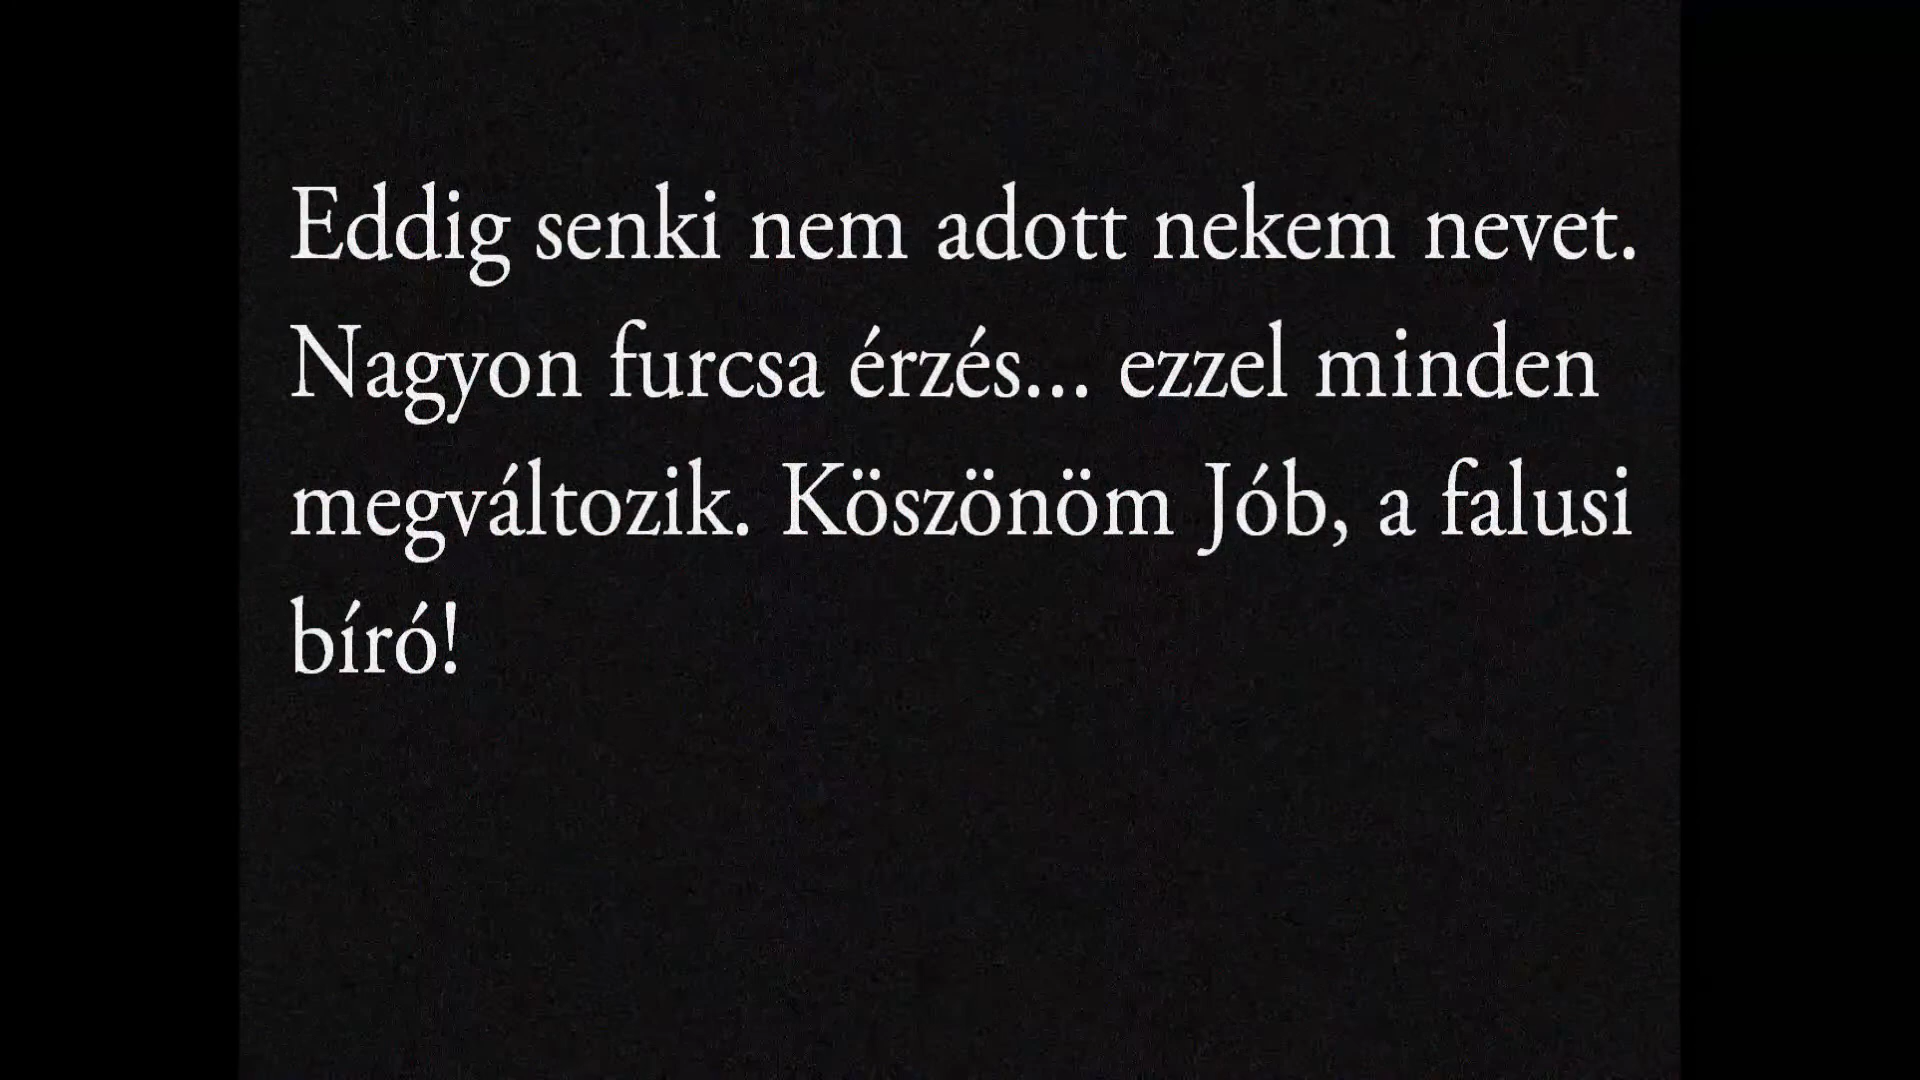 Eddig senki nem adott nekem nevet.
Nagyon furcsa érzés... ezzel minden
megváltozik. Köszönöm Jób, a falusi
bíró!